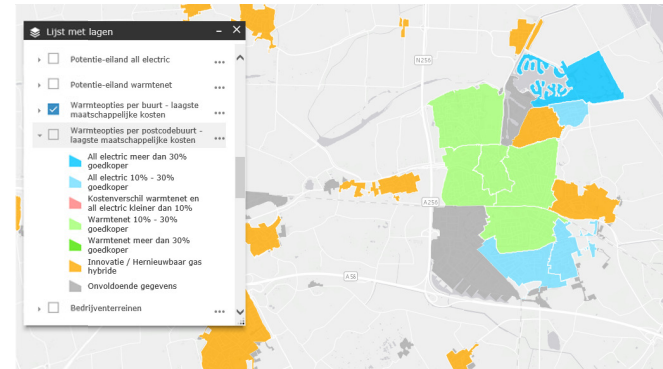 Lijst met lagen
Potentie-eiland all electric
Potentie-eiland warmtenet
Warmteopties per buurt - laagste
maatschappelijke kosten
Warmteopties per postcodebuurt -
laagste maatschappelijke kosten
All electric meer dan 30%
goedkoper
All electric 10% - 30%
goedkoper
Kostenverschil warmtenet en
all electric kleiner dan 10%
Warmtenet 10% - 30%
goedkoper
Warmtenet meer dan 30%
goedkoper
Innovatie / Hernieuwbaar gas
hybride
Onvoldoende gegevens
Bedrijventerreinen
N256
A256
A58